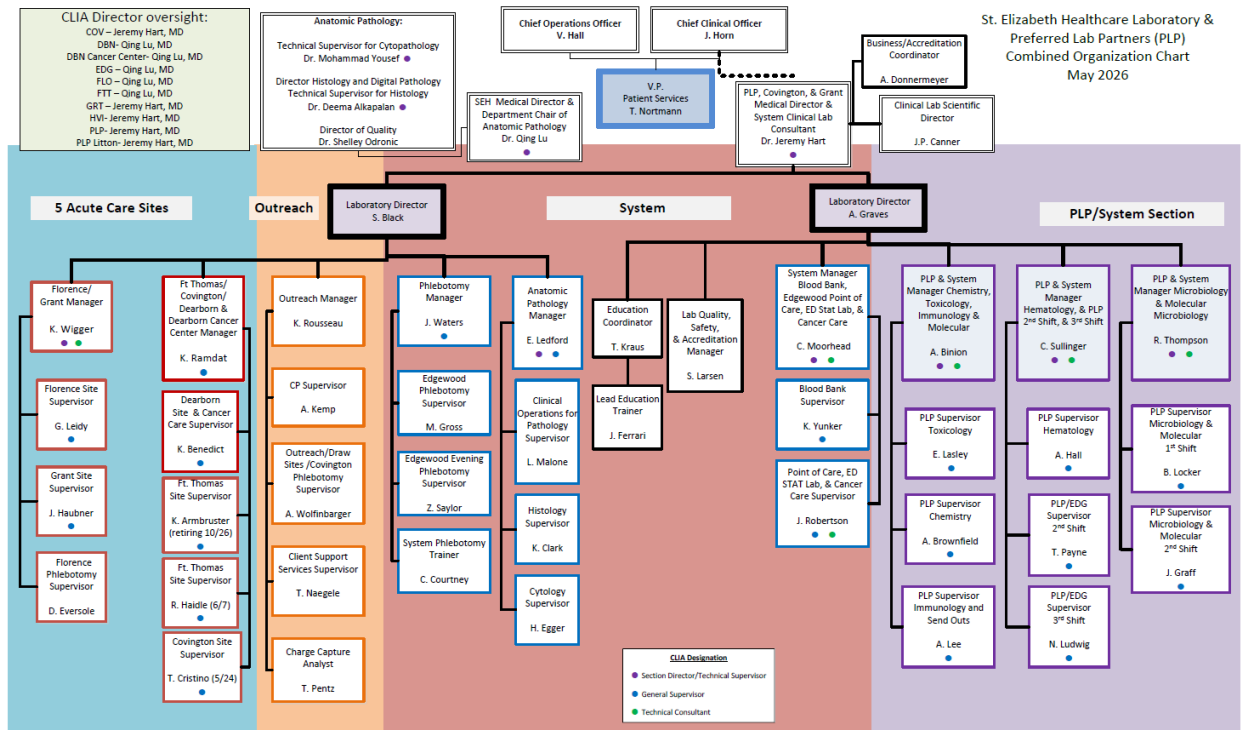 CLIA Director oversight:
COV – Jeremy Hart, MD
DBN- Qing Lu, MD
DBN Cancer Center- Qing Lu, MD
EDG – Qing Lu, MD
FLO – Qing Lu, MD
FTT – Qing Lu, MD
GRT – Jeremy Hart, MD
HVI- Jeremy Hart, MD
PLP- Jeremy Hart, MD
PLP Litton- Jeremy Hart, MD
Anatomic Pathology:
Technical Supervisor for Cytopathology
Dr. Mohammad Yousef
Director Histology and Digital Pathology
Technical Supervisor for Histology
Dr. Deema Alkapalan
Director of Quality
Dr. Shelley Odronic
SEH Medical Director &
Department Chair of
Anatomic Pathology
Dr. Qing Lu
Chief Operations Officer
V. Hall
Chief Clinical Officer
J. Horn
V.P.
Patient Services
T. Nortmann
PLP, Covington, & Grant
Medical Director &
System Clinical Lab
Consultant
Dr. Jeremy Hart
Business/Accreditation
Coordinator
A. Donnermeyer
Clinical Lab Scientific
Director
J.P. Canner
St. Elizabeth Healthcare Laboratory &
Preferred Lab Partners (PLP)
Combined Organization Chart
May 2026
5 Acute Care Sites
Outreach
Laboratory Director
S. Black
System
Laboratory Director
A. Graves
PLP/System Section
Florence/
Grant Manager
K. Wigger
Florence Site
Supervisor
G. Leidy
Grant Site
Supervisor
J. Haubner
Florence
Phlebotomy
Supervisor
D. Eversole
Ft Thomas/
Covington/
Dearborn &
Dearborn Cancer
Center Manager
K. Ramdat
Dearborn
Site & Cancer
Care Supervisor
K. Benedict
Ft. Thomas
Site Supervisor
K. Armbruster
(retiring 10/26)
Ft. Thomas
Site Supervisor
R. Haidle (6/7)
Covington Site
Supervisor
T. Cristino (5/24)
Outreach Manager
K. Rousseau
CP Supervisor
A. Kemp
Outreach/Draw
Sites /Covington
Phlebotomy
Supervisor
A. Wolfinbarger
Client Support
Services Supervisor
T. Naegele
Charge Capture
Analyst
T. Pentz
Phlebotomy
Manager
J. Waters
Edgewood
Phlebotomy
Supervisor
M. Gross
Edgewood Evening
Phlebotomy
Supervisor
Z. Saylor
System Phlebotomy
Trainer
C. Courtney
Anatomic
Pathology
Manager
E. Ledford
Clinical
Operations for
Pathology
Supervisor
L. Malone
Histology
Supervisor
K. Clark
Cytology
Supervisor
H. Egger
Education
Coordinator
T. Kraus
Lead Education
Trainer
J. Ferrari
Lab Quality,
Safety,
& Accreditation
Manager
S. Larsen
System Manager
Blood Bank,
Edgewood Point of
Care, ED Stat Lab, &
Cancer Care
C. Moorhead
Blood Bank
Supervisor
K. Yunker
Point of Care, ED
STAT Lab, & Cancer
Care Supervisor
J. Robertson
PLP & System
Manager Chemistry,
Toxicology,
Immunology &
Molecular
A. Binion
PLP Supervisor
Toxicology
E. Lasley
PLP Supervisor
Chemistry
A. Brownfield
PLP Supervisor
Immunology and
Send Outs
A. Lee
PLP & System
Manager
Hematology, & PLP
2nd Shift, & 3rd Shift
C. Sullinger
PLP Supervisor
Hematology
A. Hall
PLP/EDG
Supervisor
2nd Shift
T. Payne
PLP/EDG
Supervisor
3rd Shift
N. Ludwig
PLP & System
Manager Microbiology
& Molecular
Microbiology
R. Thompson
PLP Supervisor
Microbiology &
Molecular
1st Shift
B. Locker
PLP Supervisor
Microbiology &
Molecular
2nd Shift
J. Graff
CLIA Designation
Section Director/Technical Supervisor
General Supervisor
Technical Consultant